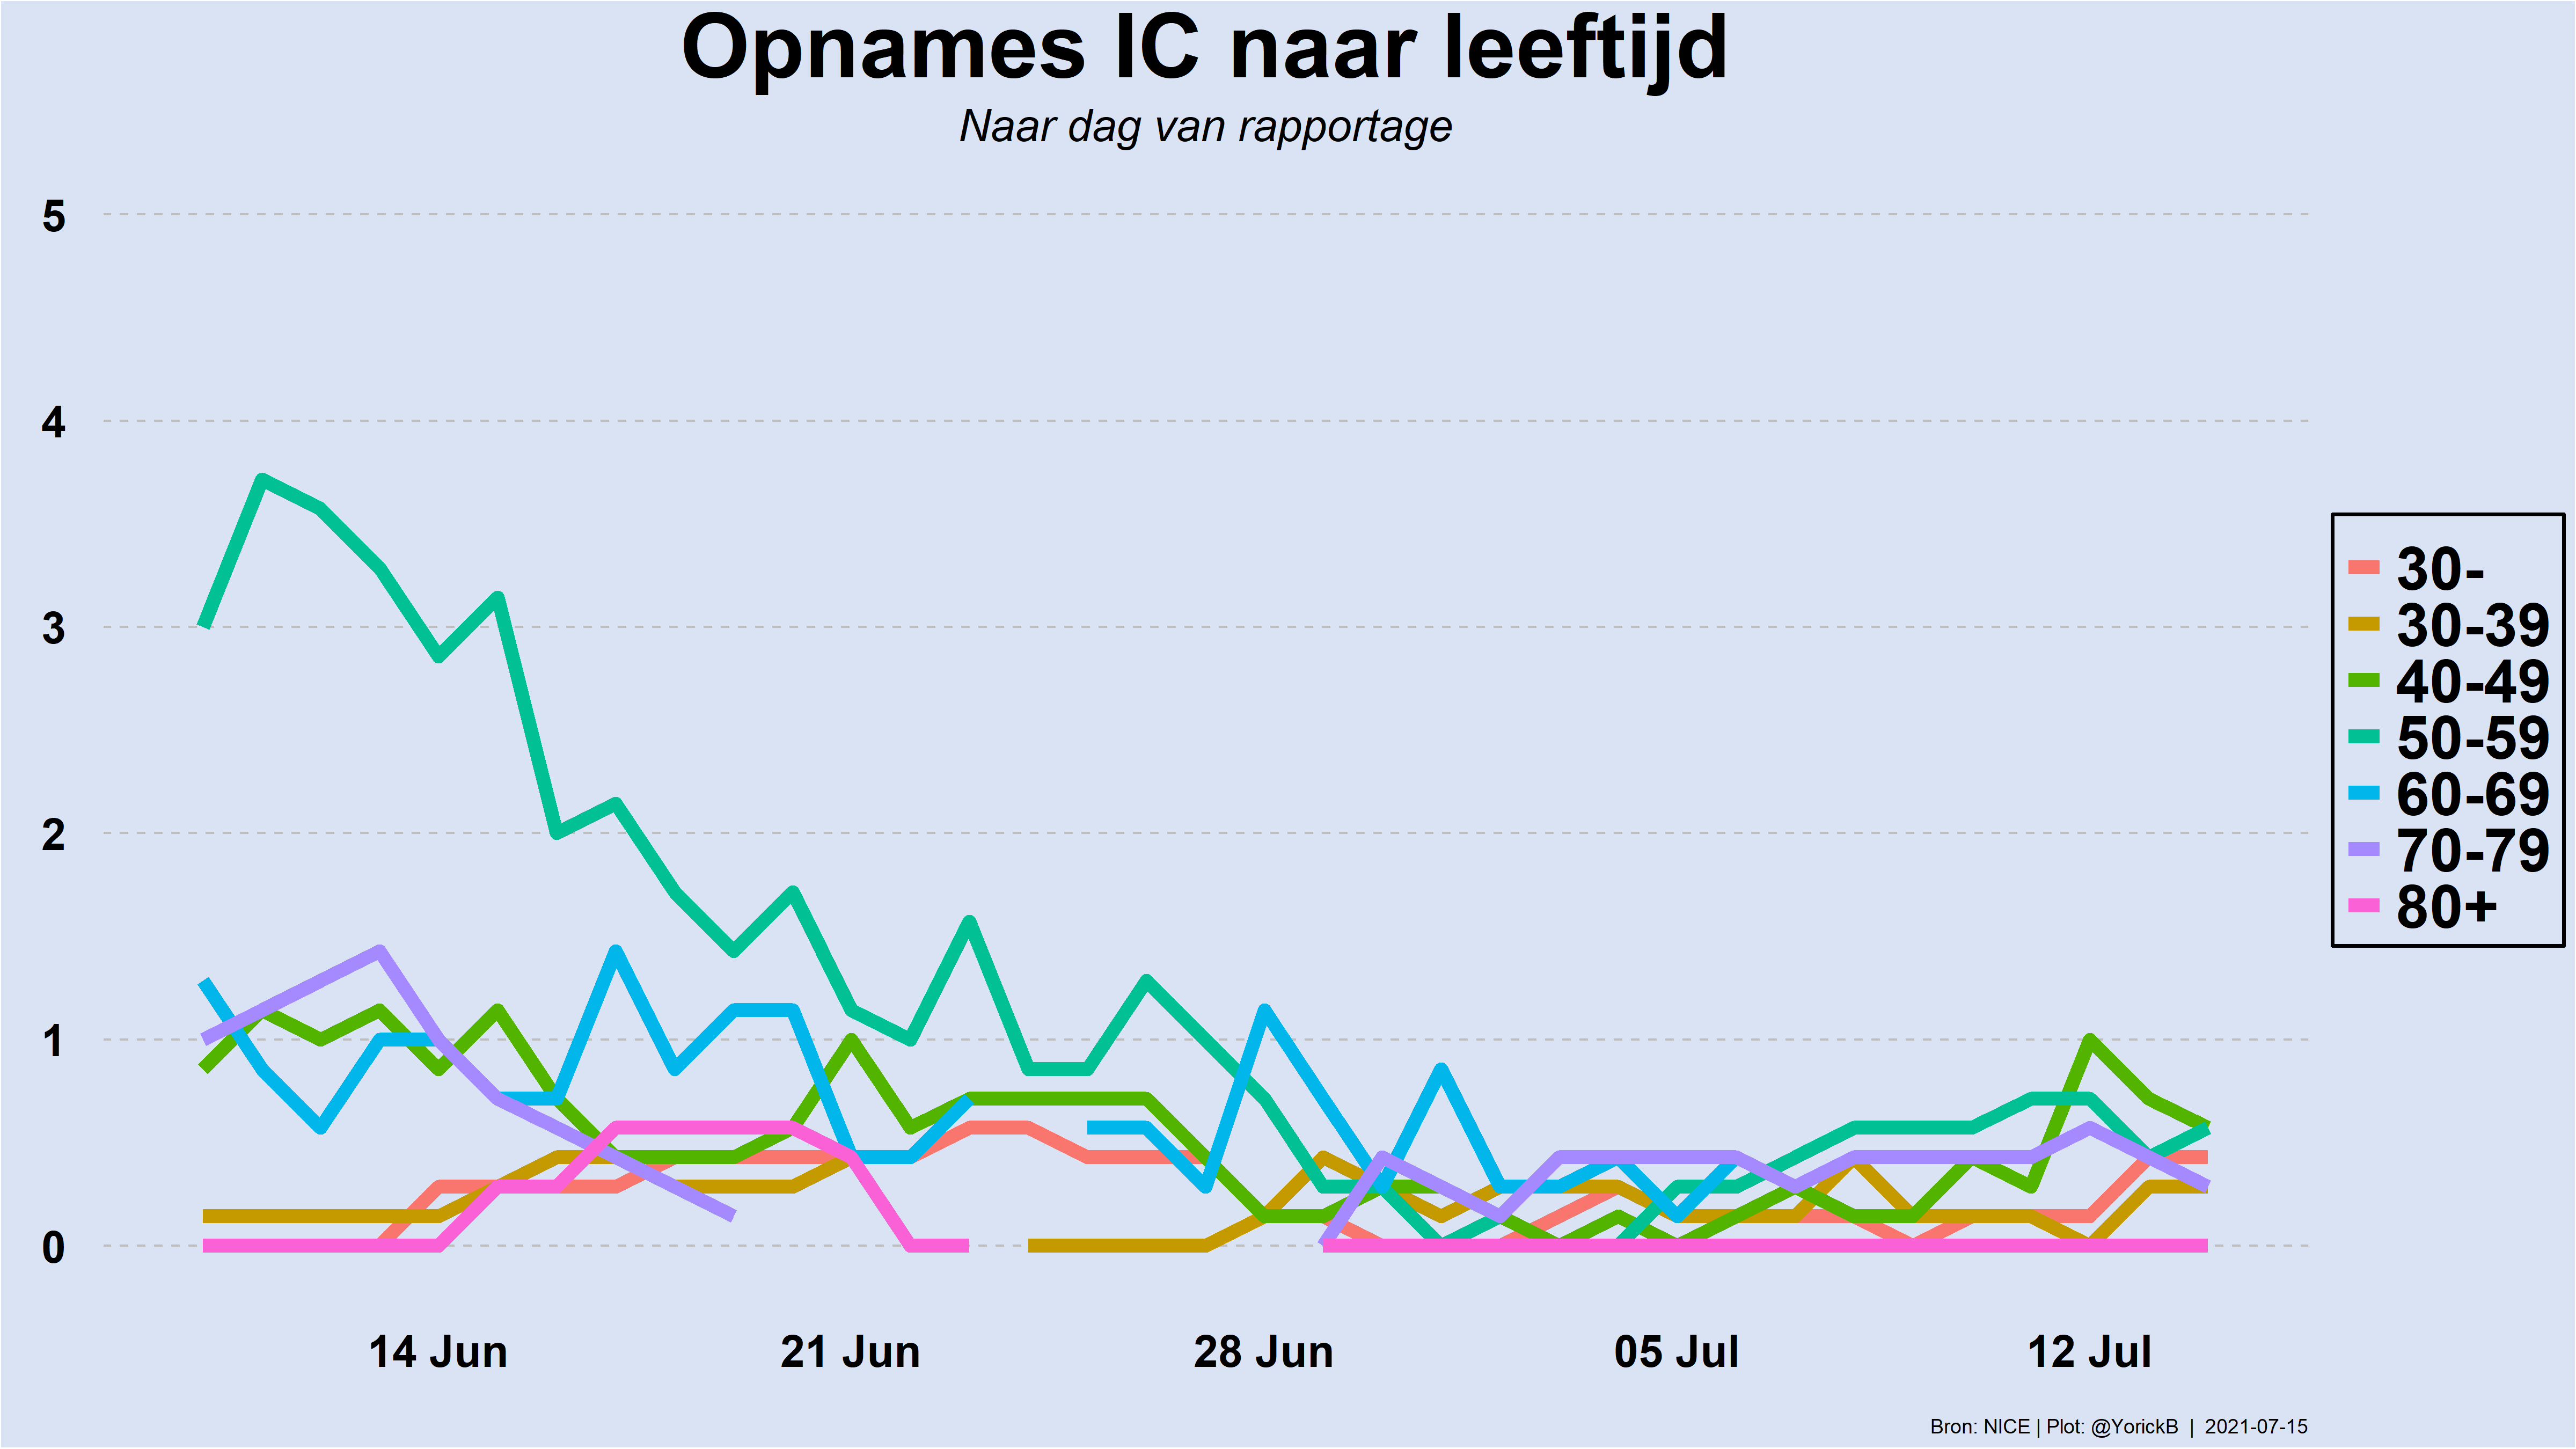 Opnames IC naar leeftijd
Naar dag van rapportage
5
4
3
2
1
0
14 Jun
21 Jun
28 Jun
05 Jul
12 Jul
30-
30-39
40-49
50-59
60-69
70-79
80+
Bron: NICE | Plot: @YorickB | 2021-07-15